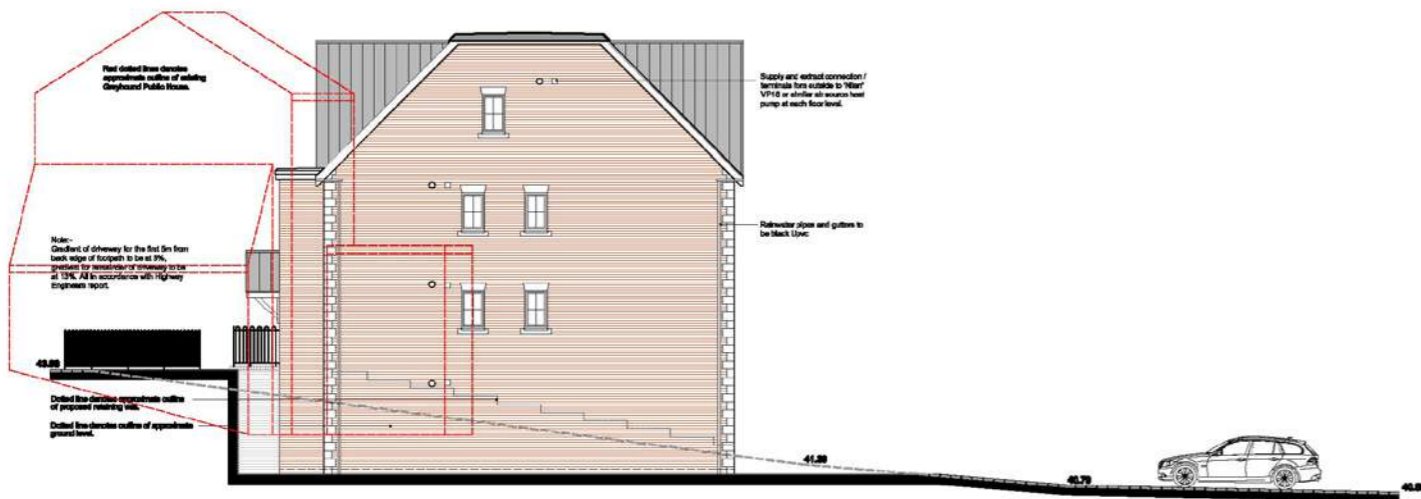 Red dotted lines denotes
approximate outline of existing
Greyhound Public House.
Supply and extract connection /
terminals form outside to 'Nilan'
VP18 or similar air source heat
pump at each floor level.
Rainwater pipes and gutters to
be black Upvc
Note:-
Gradient of driveway for the first 5m from
back edge of footpath to be at 5%,
gradient for remainder of driveway to be
at 13%. All in accordance with Highway
Engineers report.
Dotted line denotes approximate outline
of proposed retaining wall.
Dotted line denotes outline of approximate
ground level.
40.79